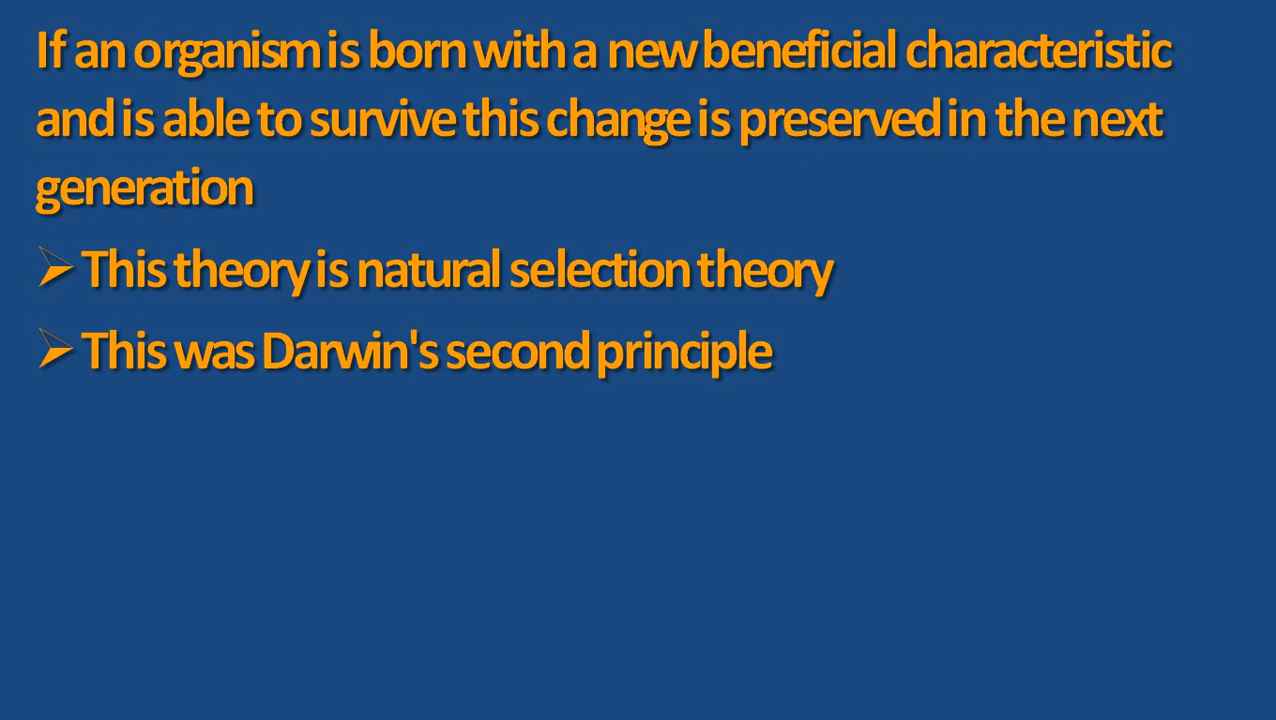 If an organism is born with a new beneficial characteristic
and is able to survive this change is preserved in the next
generation
➢ This theory is natural selection theory
➢ This was Darwin's second principle